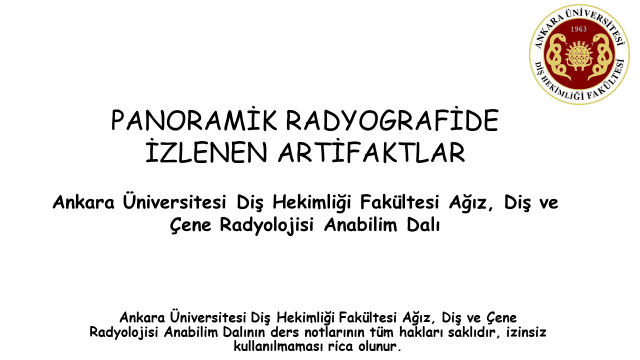 ANKARA ÜNİVERSİTESİ
1963
DİŞ HEKİMLİĞİ FAKÜLTESİ
PANORAMİK RADYOGRAFİDE
İZLENEN ARTİFAKTLAR
Ankara Üniversitesi Diş Hekimliği Fakültesi Ağız, Diş ve
Çene Radyolojisi Anabilim Dalı
Ankara Üniversitesi Diş Hekimliği Fakültesi Ağız, Diş ve Çene
Radyolojisi Anabilim Dalının ders notlarının tüm hakları saklıdır, izinsiz
kullanılmaması rica olunur.